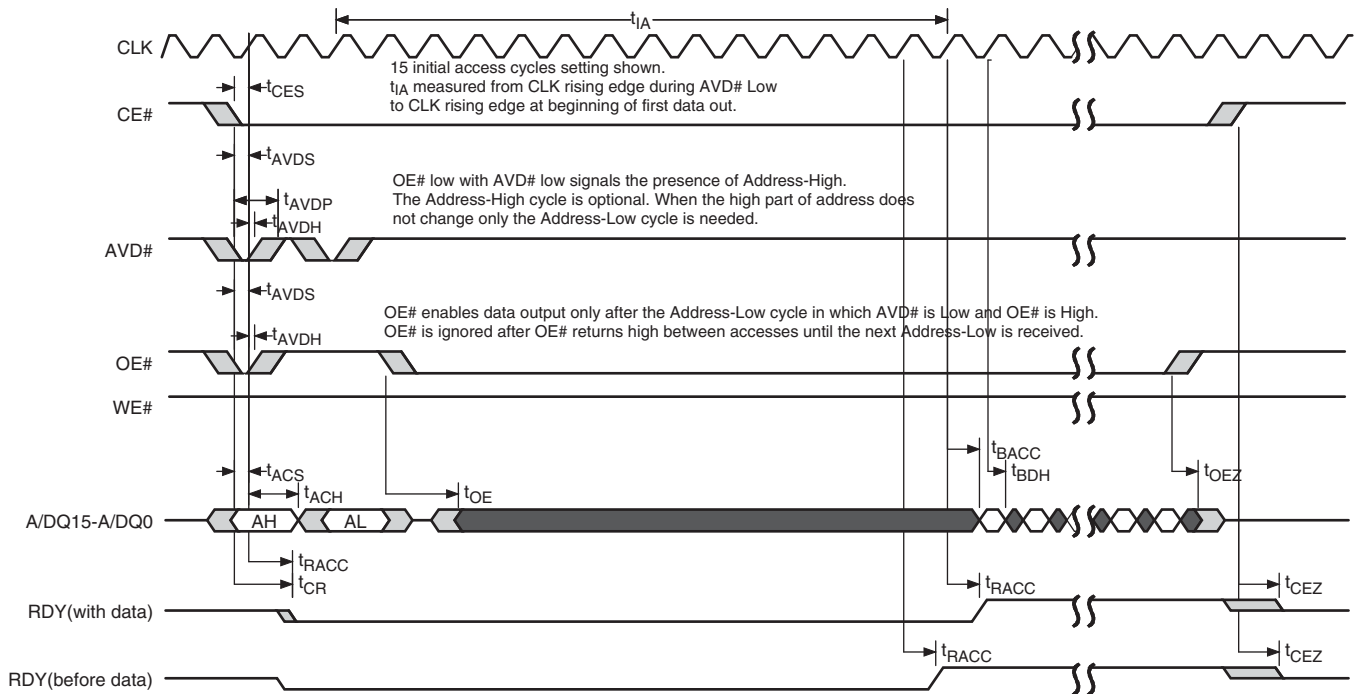 tIA
CLK
15 initial access cycles setting shown.
tIA measured from CLK rising edge during AVD# Low
to CLK rising edge at beginning of first data out.
tCES
CE#
tAVDS
OE# low with AVD# low signals the presence of Address-High.
The Address-High cycle is optional. When the high part of address does
not change only the Address-Low cycle is needed.
tAVDP
tAVDH
AVD#
tAVDS
OE# enables data output only after the Address-Low cycle in which AVD# is Low and OE# is High.
OE# is ignored after OE# returns high between accesses until the next Address-Low is received.
tAVDH
OE#
WE#
tBACC
tACS
tBDH
tOEZ
tACH
tOE
A/DQ15-A/DQ0
AH
AL
tRACC
tCR
tRACC
tCEZ
RDY(with data)
tRACC
tCEZ
RDY(before data)